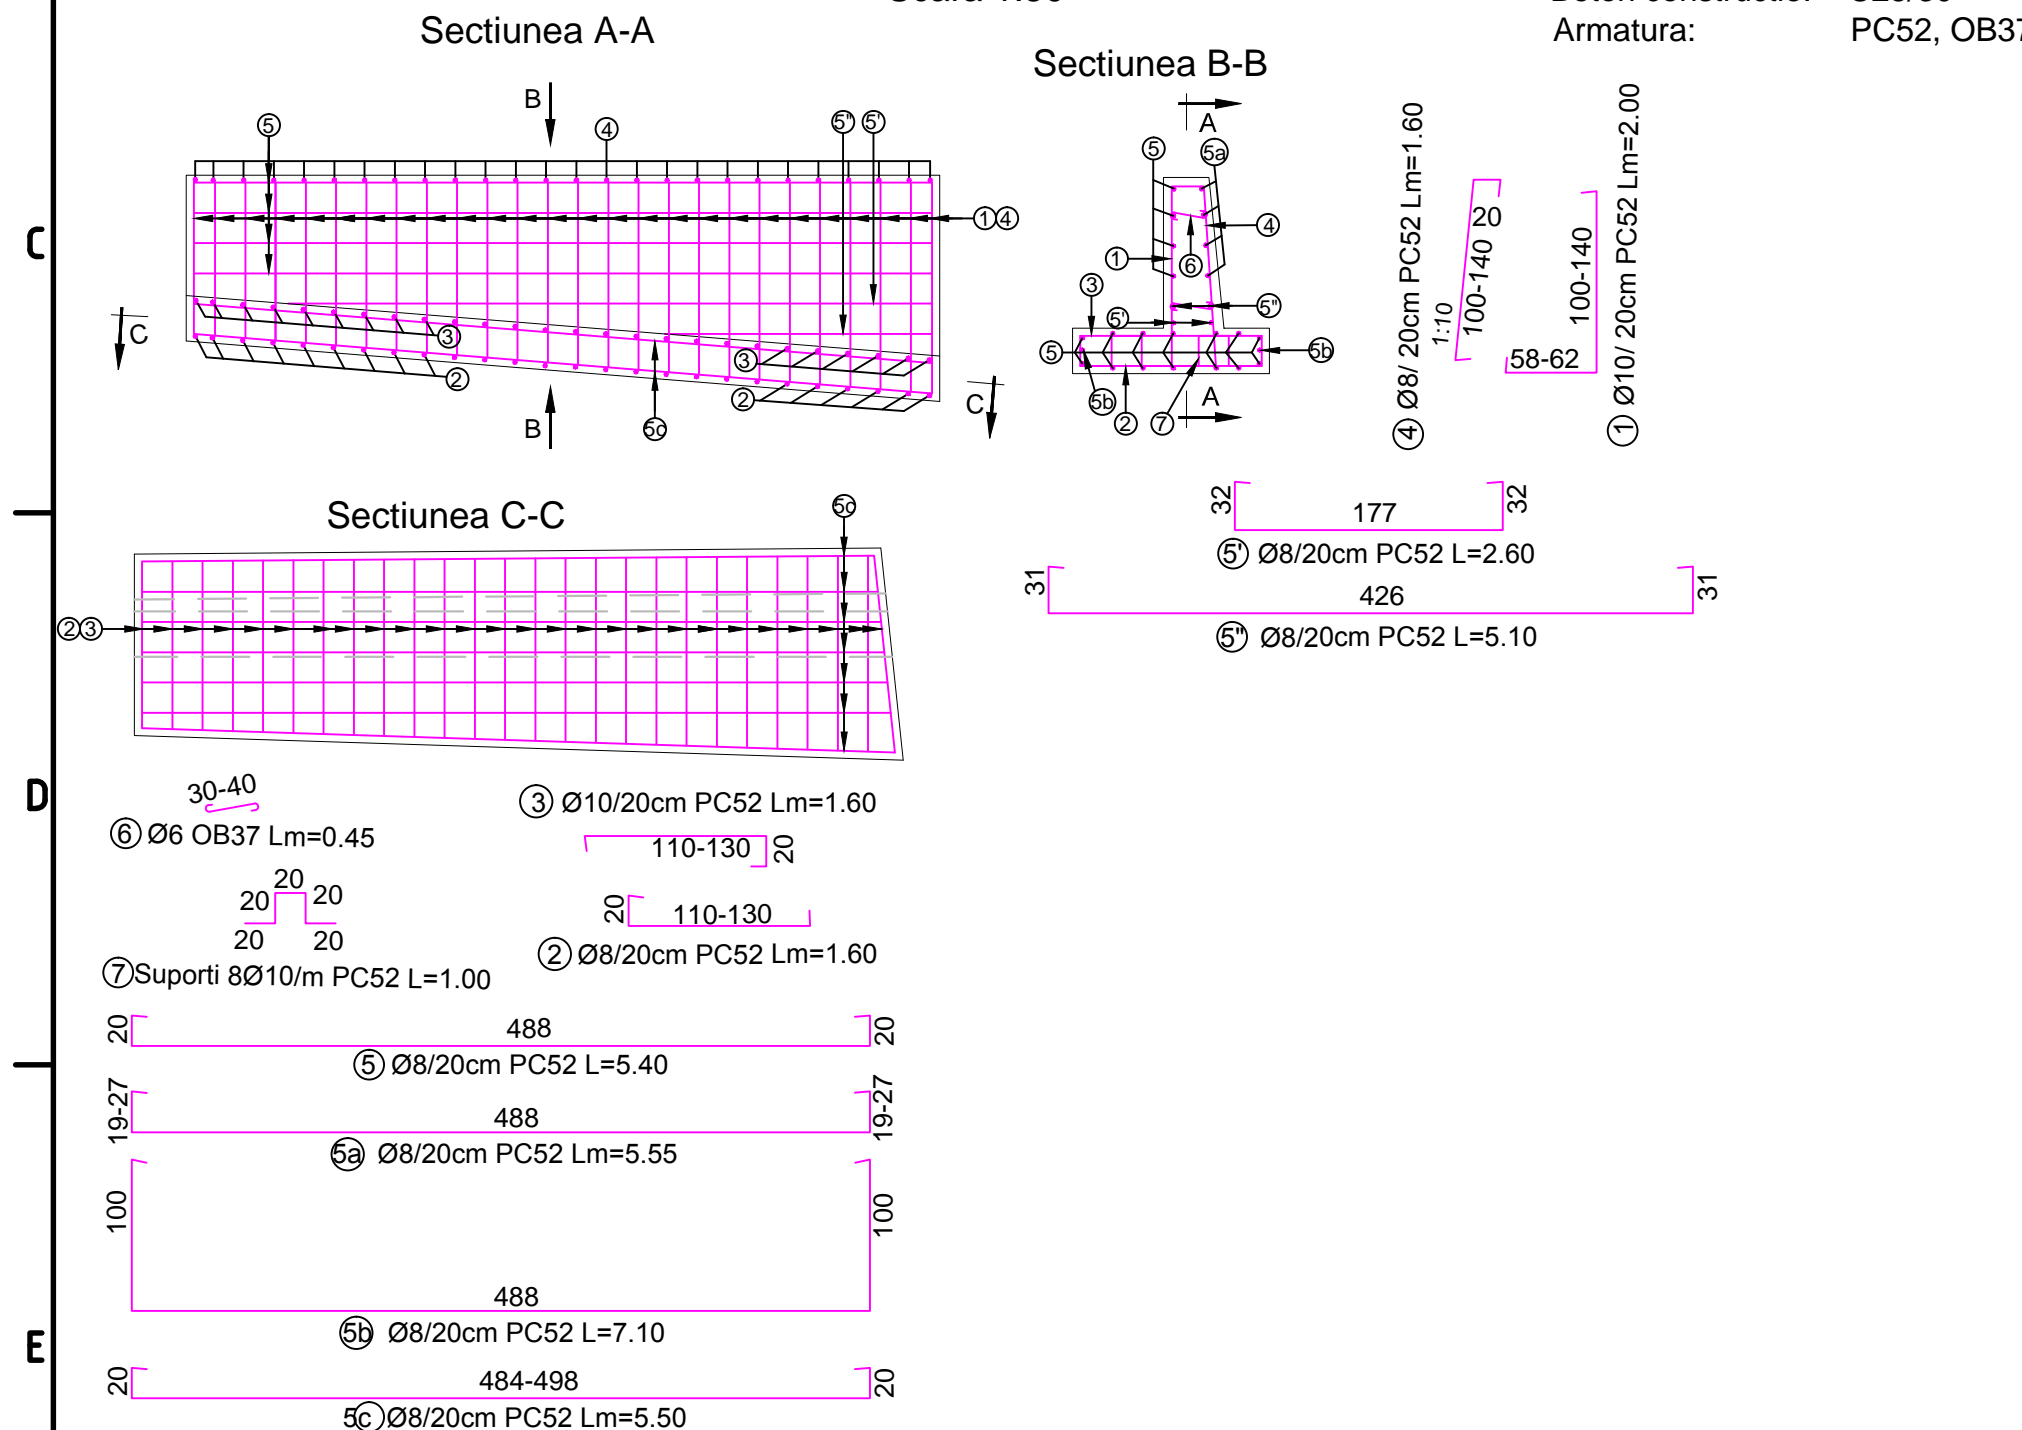 Armatura: PC52, OB37
Sectiunea A-A
Sectiunea B-B
B
5
4
5"
5'
1 4
C
C
3
2
3
2
5c
B
C
A
5
5a
4
1
6
3
5"
5'
5
5b
5b
2
7
A
4 Ø8/ 20cm PC52 Lm=1.60
1:10
100-140
20
100-140
58-62
1 Ø10/ 20cm PC52 Lm=2.00
Sectiunea C-C
5c
2 3
32
177
32
5' Ø8/20cm PC52 L=2.60
31
426
31
5" Ø8/20cm PC52 L=5.10
D
30-40
6 Ø6 OB37 Lm=0.45
3 Ø10/20cm PC52 Lm=1.60
110-130
20
20
20
20
20
20
7 Suporti 8Ø10/m PC52 L=1.00
20
110-130
2 Ø8/20cm PC52 Lm=1.60
20
488
20
5 Ø8/20cm PC52 L=5.40
19-27
488
19-27
5a Ø8/20cm PC52 Lm=5.55
100
488
100
5b Ø8/20cm PC52 L=7.10
E
20
484-498
20
5c Ø8/20cm PC52 Lm=5.50